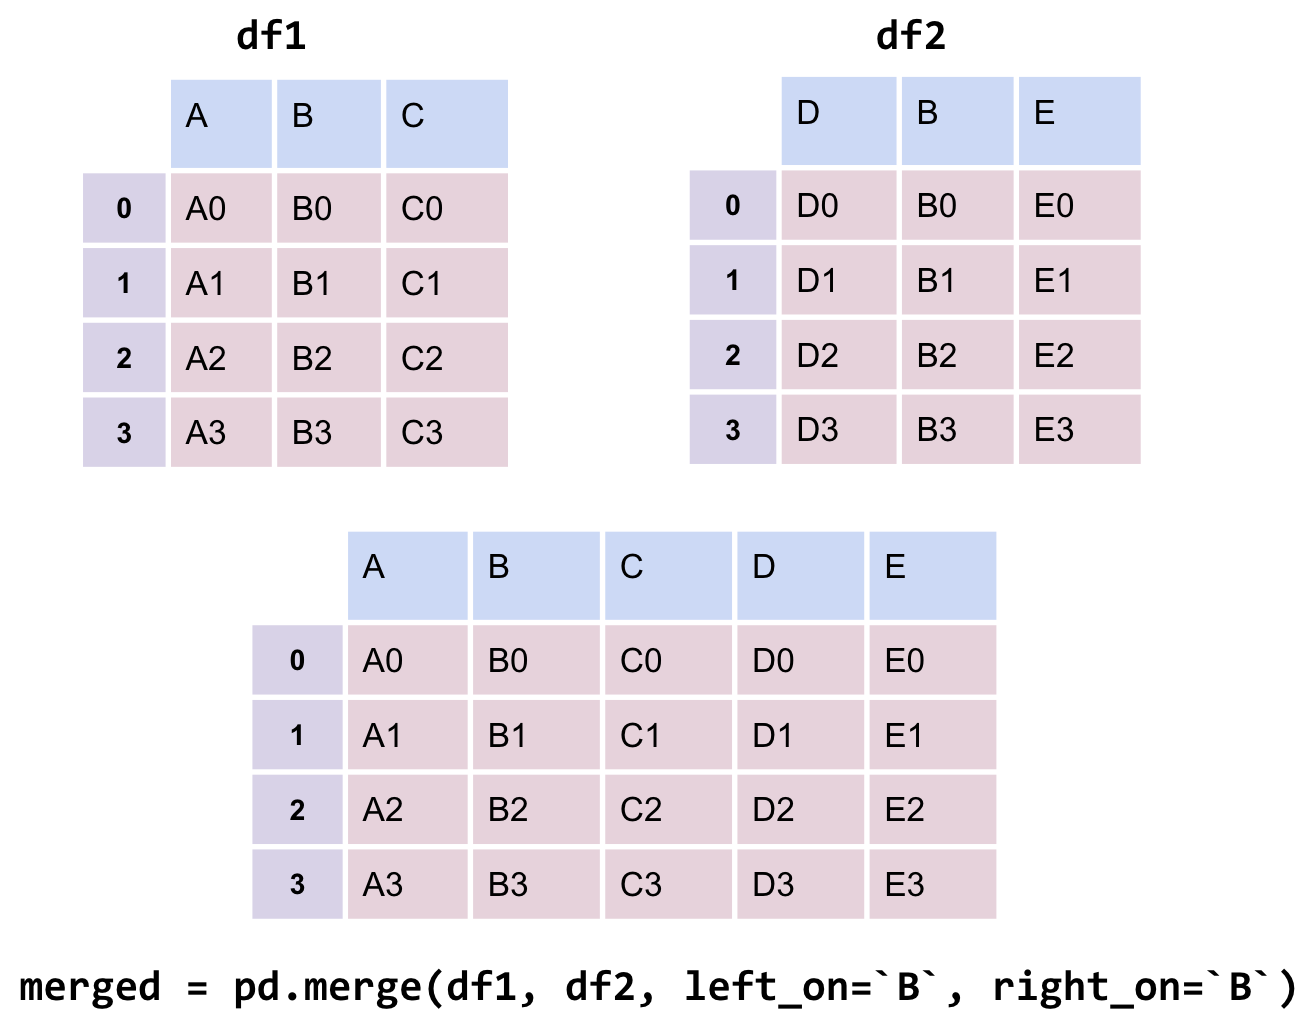 df1
A B C
0 A0 B0 C0
1 A1 B1 C1
2 A2 B2 C2
3 A3 B3 C3
df2
D B E
0 D0 B0 E0
1 D1 B1 E1
2 D2 B2 E2
3 D3 B3 E3
A B C D E
0 A0 B0 C0 D0 E0
1 A1 B1 C1 D1 E1
2 A2 B2 C2 D2 E2
3 A3 B3 C3 D3 E3
merged = pd.merge(df1, df2, left_on=`B`, right_on=`B`)